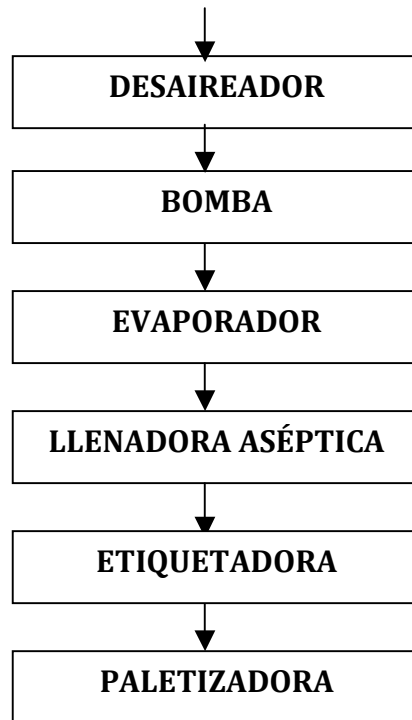 DESAIREADOR
BOMBA
EVAPORADOR
LLENADORA ASÉPTICA
ETIQUETADORA
PALETIZADORA